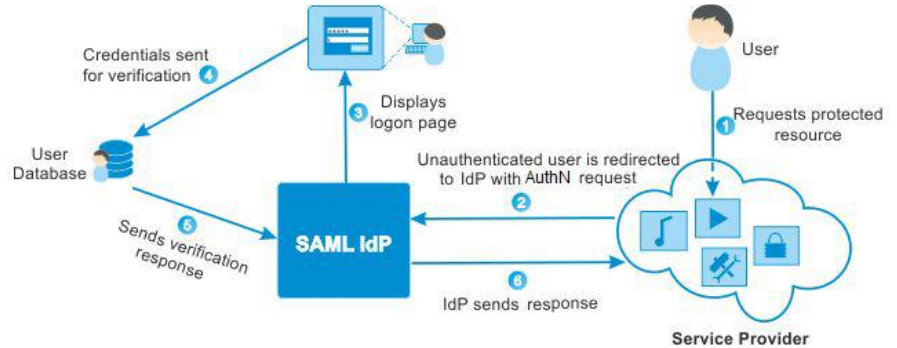 Credentials sent
for verification 4
User
1 Requests protected
resource
3 Displays
logon page
User
Database
Unauthenticated user is redirected
to IdP with AuthN request
2
5
Sends verification
response
SAML IdP
6
IdP sends response
Service Provider